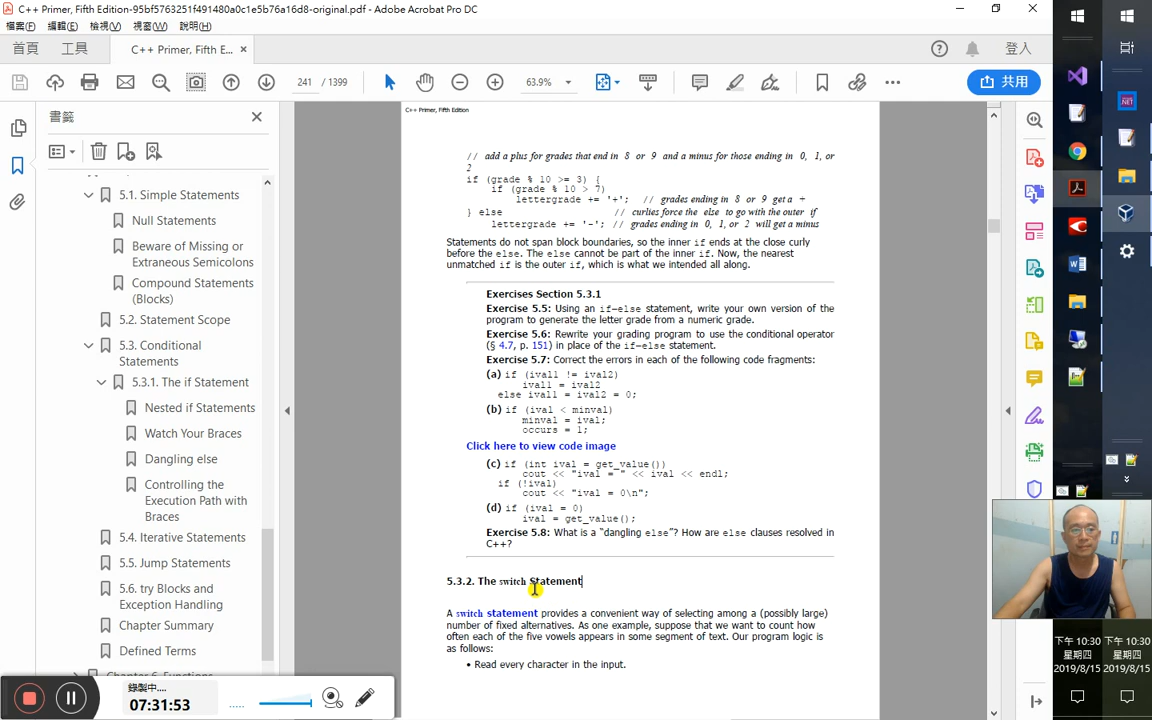 C++ Primer, Fifth Edition-95bf5763251f491480a0c1e5b76a16d8-original.pdf - Adobe Acrobat Pro DC
檔案(F) 編輯(E) 檢視(V) 視窗(W) 說明(H)
首頁 工具 C++ Primer, Fifth E... × 登入
241 / 1399 63.9% 共用
書籤
5.1. Simple Statements
Null Statements
Beware of Missing or
Extraneous Semicolons
Compound Statements
(Blocks)
5.2. Statement Scope
5.3. Conditional
Statements
5.3.1. The if Statement
Nested if Statements
Watch Your Braces
Dangling else
Controlling the
Execution Path with
Braces
5.4. Iterative Statements
5.5. Jump Statements
5.6. try Blocks and
Exception Handling
Chapter Summary
Defined Terms
Chapter 6. Functions
C++ Primer, Fifth Edition
// add a plus for grades that end in 8 or 9 and a minus for those ending in 0, 1, or
2
if (grade % 10 >= 3) {
if (grade % 10 > 7)
lettergrade += '+'; // grades ending in 8 or 9 get a +
} else // curlies force the else to go with the outer if
lettergrade += '-'; // grades ending in 0, 1, or 2 will get a minus
Statements do not span block boundaries, so the inner if ends at the close curly
before the else. The else cannot be part of the inner if. Now, the nearest
unmatched if is the outer if, which is what we intended all along.
Exercises Section 5.3.1
Exercise 5.5: Using an if–else statement, write your own version of the
program to generate the letter grade from a numeric grade.
Exercise 5.6: Rewrite your grading program to use the conditional operator
(§ 4.7, p. 151) in place of the if–else statement.
Exercise 5.7: Correct the errors in each of the following code fragments:
(a) if (ival1 != ival2)
ival1 = ival2
else ival1 = ival2 = 0;
(b) if (ival < minval)
minval = ival;
occurs = 1;
Click here to view code image
(c) if (int ival = get_value())
cout << "ival = " << ival << endl;
if (!ival)
cout << "ival = 0\n";
(d) if (ival = 0)
ival = get_value();
Exercise 5.8: What is a “dangling else”? How are else clauses resolved in
C++?
5.3.2. The switch Statement
A switch statement provides a convenient way of selecting among a (possibly large)
number of fixed alternatives. As one example, suppose that we want to count how
often each of the five vowels appears in some segment of text. Our program logic is
as follows:
• Read every character in the input.
錄製中....
07:31:53
.NET
下午 10:30 下午 10:30
星期四 星期四
2019/8/15 2019/8/15